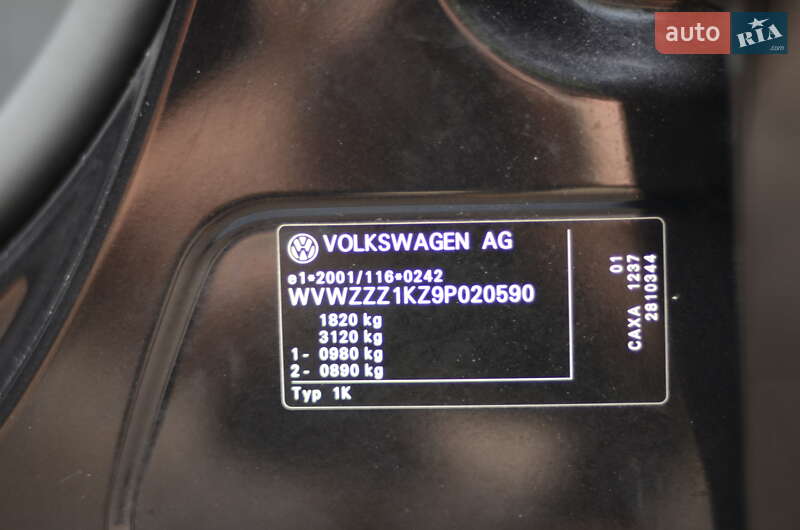 auto RIA
.com
VOLKSWAGEN AG
e1*2001/116*0242
WVWZZZ1KZ9P020590
1820 kg
3120 kg
1- 0980 kg
2- 0890 kg
Typ 1K
01
CAXA 1237
2810344